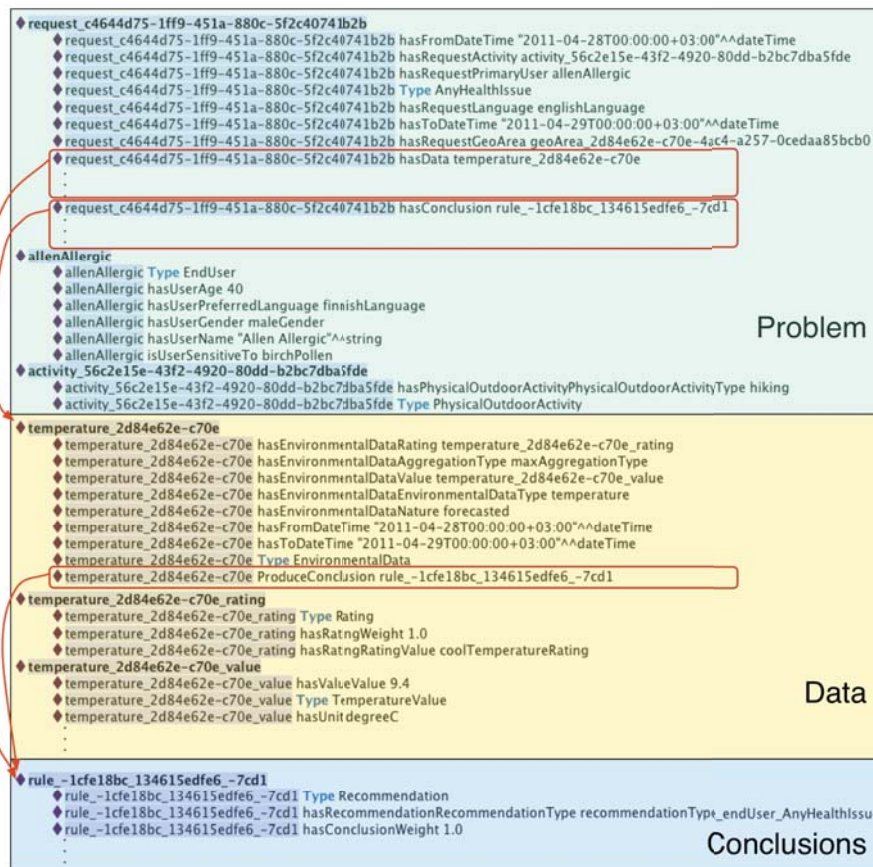 request_c4644d75-1ff9-451a-880c-5f2c40741b2b
request_c4644d75-1ff9-451a-880c-5f2c40741b2b hasFromDateTime "2011-04-28T00:00:00+03:00"^^dateTime
request_c4644d75-1ff9-451a-880c-5f2c40741b2b hasRequestActivity activity_56c2e15e-43f2-4920-80dd-b2bc7dba5fde
request_c4644d75-1ff9-451a-880c-5f2c40741b2b hasRequestPrimaryUser allenAllergic
request_c4644d75-1ff9-451a-880c-5f2c40741b2b Type AnyHealthIssue
request_c4644d75-1ff9-451a-880c-5f2c40741b2b hasRequestLanguage englishLanguage
request_c4644d75-1ff9-451a-880c-5f2c40741b2b hasToDateTime "2011-04-29T00:00:00+03:00"^^dateTime
request_c4644d75-1ff9-451a-880c-5f2c40741b2b hasRequestGeoArea geoArea_2d84e62e-c70e-4ac4-a257-0cedaa85bcb0
request_c4644d75-1ff9-451a-880c-5f2c40741b2b hasData temperature_2d84e62e-c70e
request_c4644d75-1ff9-451a-880c-5f2c40741b2b hasConclusion rule_-1cfe18bc_134615edfe6_-7cd1
allenAllergic
allenAllergic Type EndUser
allenAllergic hasUserAge 40
allenAllergic hasUserPreferredLanguage finnishLanguage
allenAllergic hasUserGender maleGender
allenAllergic hasUserName "Allen Allergic"^^string
allenAllergic isUserSensitiveTo birchPollen
Problem
activity_56c2e15e-43f2-4920-80dd-b2bc7dba5fde
activity_56c2e15e-43f2-4920-80dd-b2bc7dba5fde hasPhysicalOutdoorActivityPhysicalOutdoorActivityType hiking
activity_56c2e15e-43f2-4920-80dd-b2bc7dba5fde Type PhysicalOutdoorActivity
temperature_2d84e62e-c70e
temperature_2d84e62e-c70e hasEnvironmentalDataRating temperature_2d84e62e-c70e_rating
temperature_2d84e62e-c70e hasEnvironmentalDataAggregationType maxAggregationType
temperature_2d84e62e-c70e hasEnvironmentalDataValue temperature_2d84e62e-c70e_value
temperature_2d84e62e-c70e hasEnvironmentalDataEnvironmentalDataType temperature
temperature_2d84e62e-c70e hasEnvironmentalDataNature forecasted
temperature_2d84e62e-c70e hasFromDateTime "2011-04-28T00:00:00+03:00"^^dateTime
temperature_2d84e62e-c70e hasToDateTime "2011-04-29T00:00:00+03:00"^^dateTime
temperature_2d84e62e-c70e Type EnvironmentalData
temperature_2d84e62e-c70e ProduceConclusion rule_-1cfe18bc_134615edfe6_-7cd1
temperature_2d84e62e-c70e_rating
temperature_2d84e62e-c70e_rating Type Rating
temperature_2d84e62e-c70e_rating hasRatingWeight 1.0
temperature_2d84e62e-c70e_rating hasRatingRatingValue coolTemperatureRating
temperature_2d84e62e-c70e_value
temperature_2d84e62e-c70e_value hasValueValue 9.4
temperature_2d84e62e-c70e_value Type TemperatureValue
temperature_2d84e62e-c70e_value hasUnit degreeC
Data
rule_-1cfe18bc_134615edfe6_-7cd1
rule_-1cfe18bc_134615edfe6_-7cd1 Type Recommendation
rule_-1cfe18bc_134615edfe6_-7cd1 hasRecommendationRecommendationType recommendationType_endUser_AnyHealthIssu
rule_-1cfe18bc_134615edfe6_-7cd1 hasConclusionWeight 1.0
Conclusions